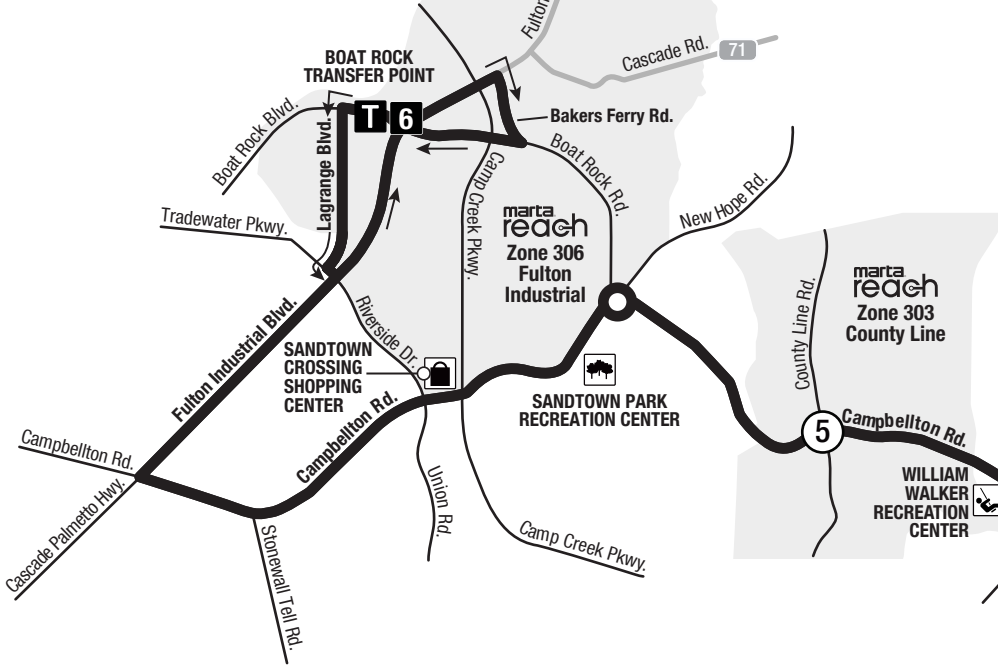 Fulton
Cascade Rd.
71
BOAT ROCK
TRANSFER POINT
T
6
Bakers Ferry Rd.
Boat Rock Blvd.
Lagrange Blvd.
Boat Rock Rd.
Camp Creek Pkwy.
New Hope Rd.
Tradewater Pkwy.
marta
reach
Zone 306
Fulton
Industrial
marta
reach
Zone 303
County Line
County Line Rd.
Riverside Dr.
Fulton Industrial Blvd.
SANDTOWN
CROSSING
SHOPPING
CENTER
SANDTOWN PARK
RECREATION CENTER
Campbellton Rd.
5
Campbellton Rd.
Campbellton Rd.
WILLIAM
WALKER
RECREATION
CENTER
Union Rd.
Cascade Palmetto Hwy.
Stonewall Tell Rd.
Camp Creek Pkwy.